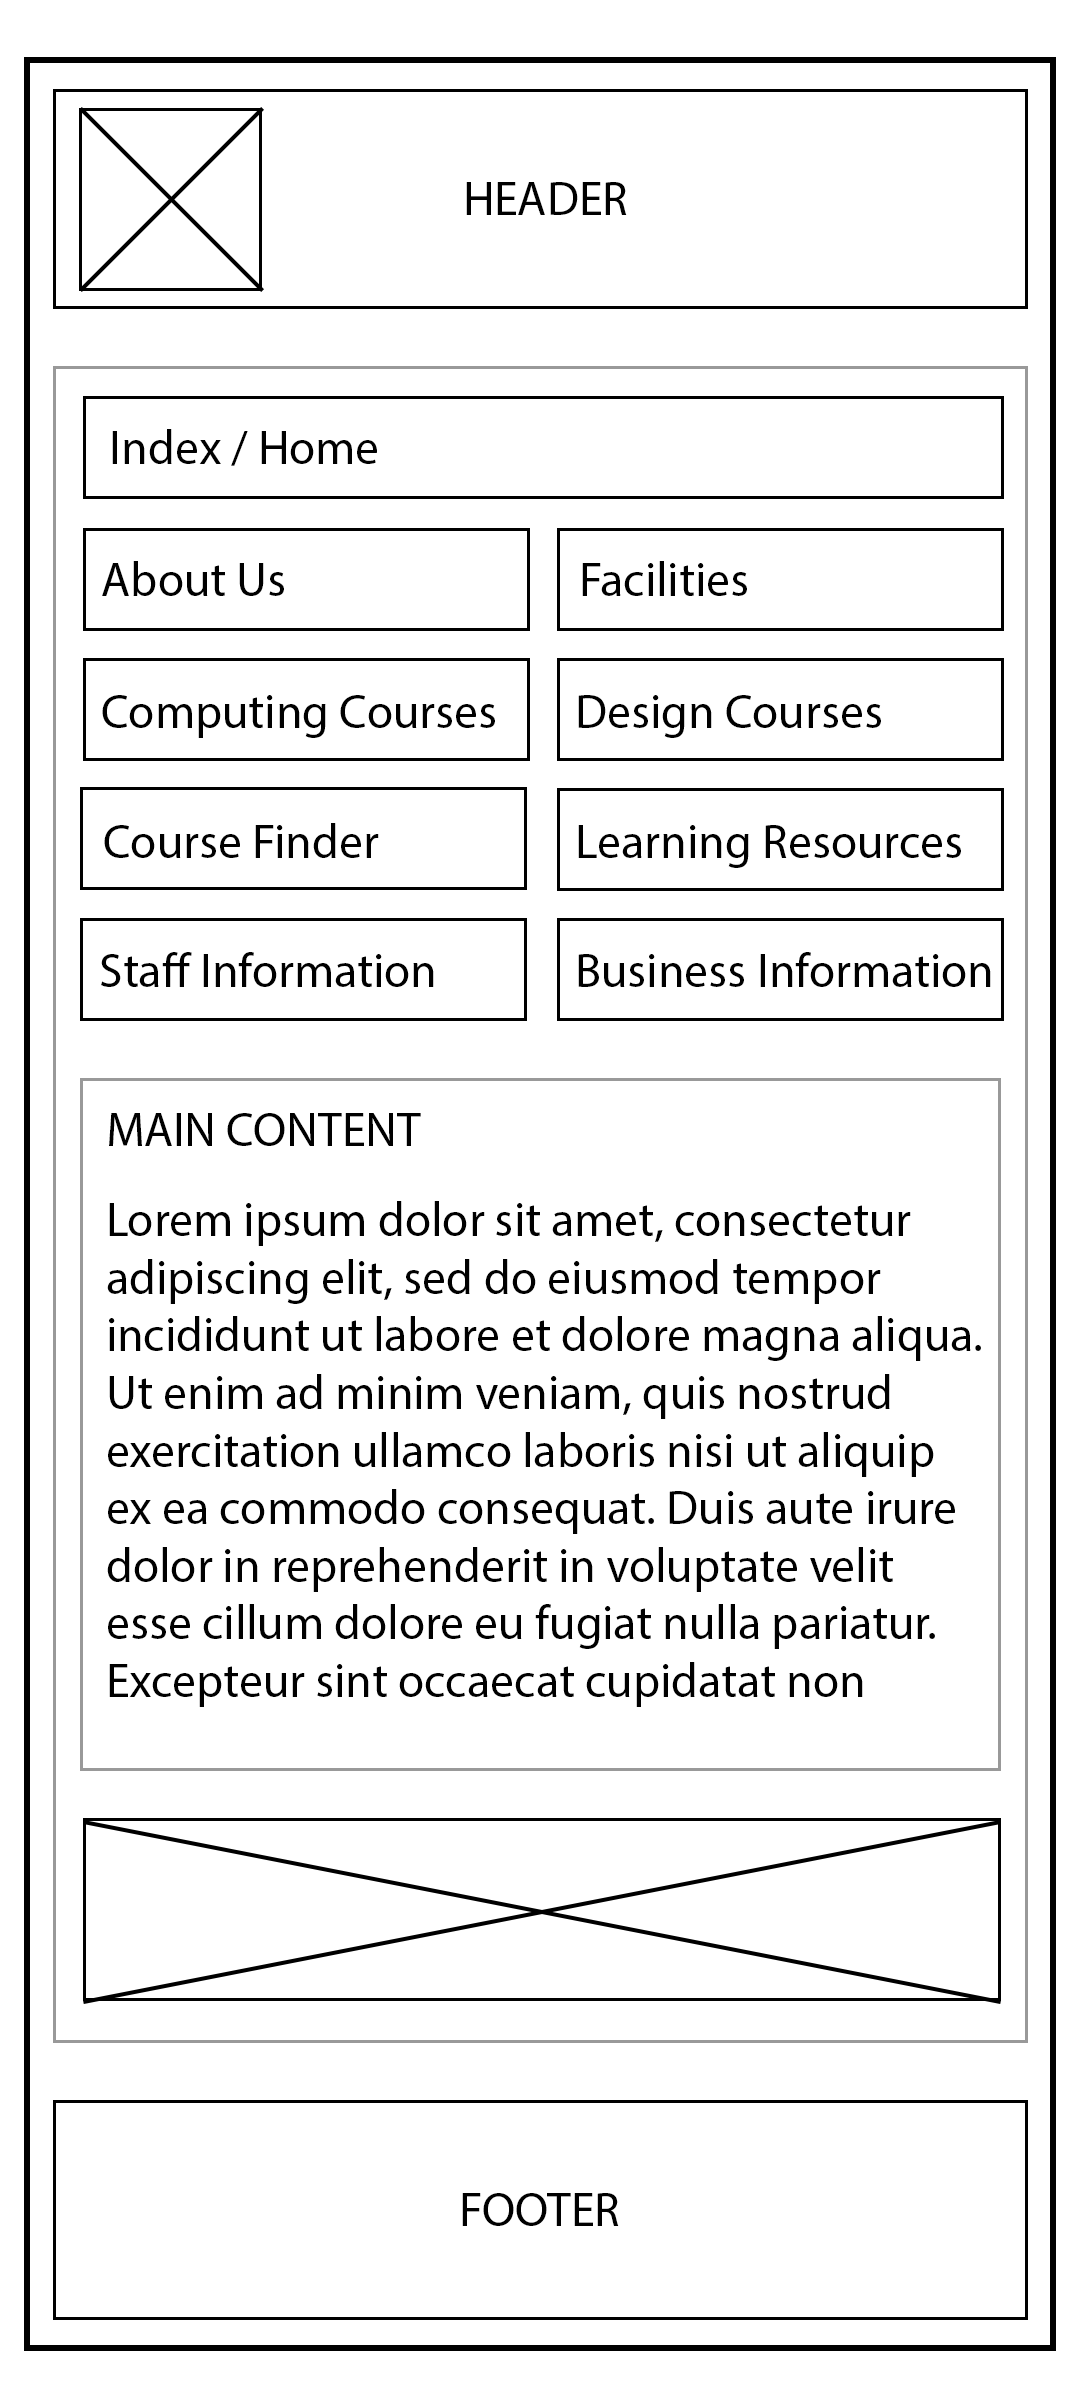 HEADER
Index / Home
About Us
Facilities
Computing Courses
Design Courses
Course Finder
Learning Resources
Staff Information
Business Information
MAIN CONTENT
Lorem ipsum dolor sit amet, consectetur
adipiscing elit, sed do eiusmod tempor
incididunt ut labore et dolore magna aliqua.
Ut enim ad minim veniam, quis nostrud
exercitation ullamco laboris nisi ut aliquip
ex ea commodo consequat. Duis aute irure
dolor in reprehenderit in voluptate velit
esse cillum dolore eu fugiat nulla pariatur.
Excepteur sint occaecat cupidatat non
FOOTER